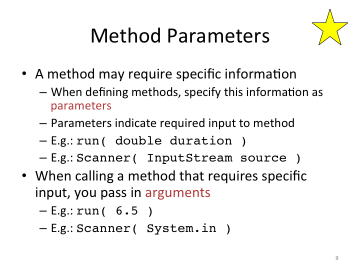 Method Parameters
• A method may require specific information
– When defining methods, specify this information as
parameters
– Parameters indicate required input to method
– E.g.: run( double duration )
– E.g.: Scanner( InputStream source )
• When calling a method that requires specific
input, you pass in arguments
– E.g.: run( 6.5 )
– E.g.: Scanner( System.in )